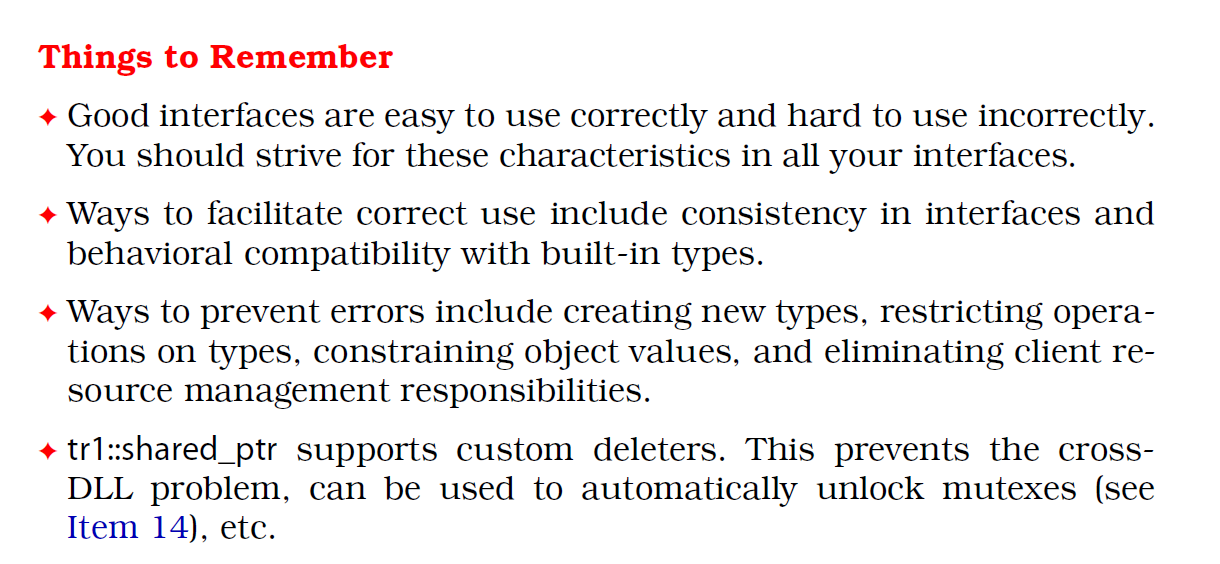 Things to Remember
✦ Good interfaces are easy to use correctly and hard to use incorrectly.
You should strive for these characteristics in all your interfaces.
✦ Ways to facilitate correct use include consistency in interfaces and
behavioral compatibility with built-in types.
✦ Ways to prevent errors include creating new types, restricting opera-
tions on types, constraining object values, and eliminating client re-
source management responsibilities.
✦ tr1::shared_ptr supports custom deleters. This prevents the cross-
DLL problem, can be used to automatically unlock mutexes (see
Item 14), etc.